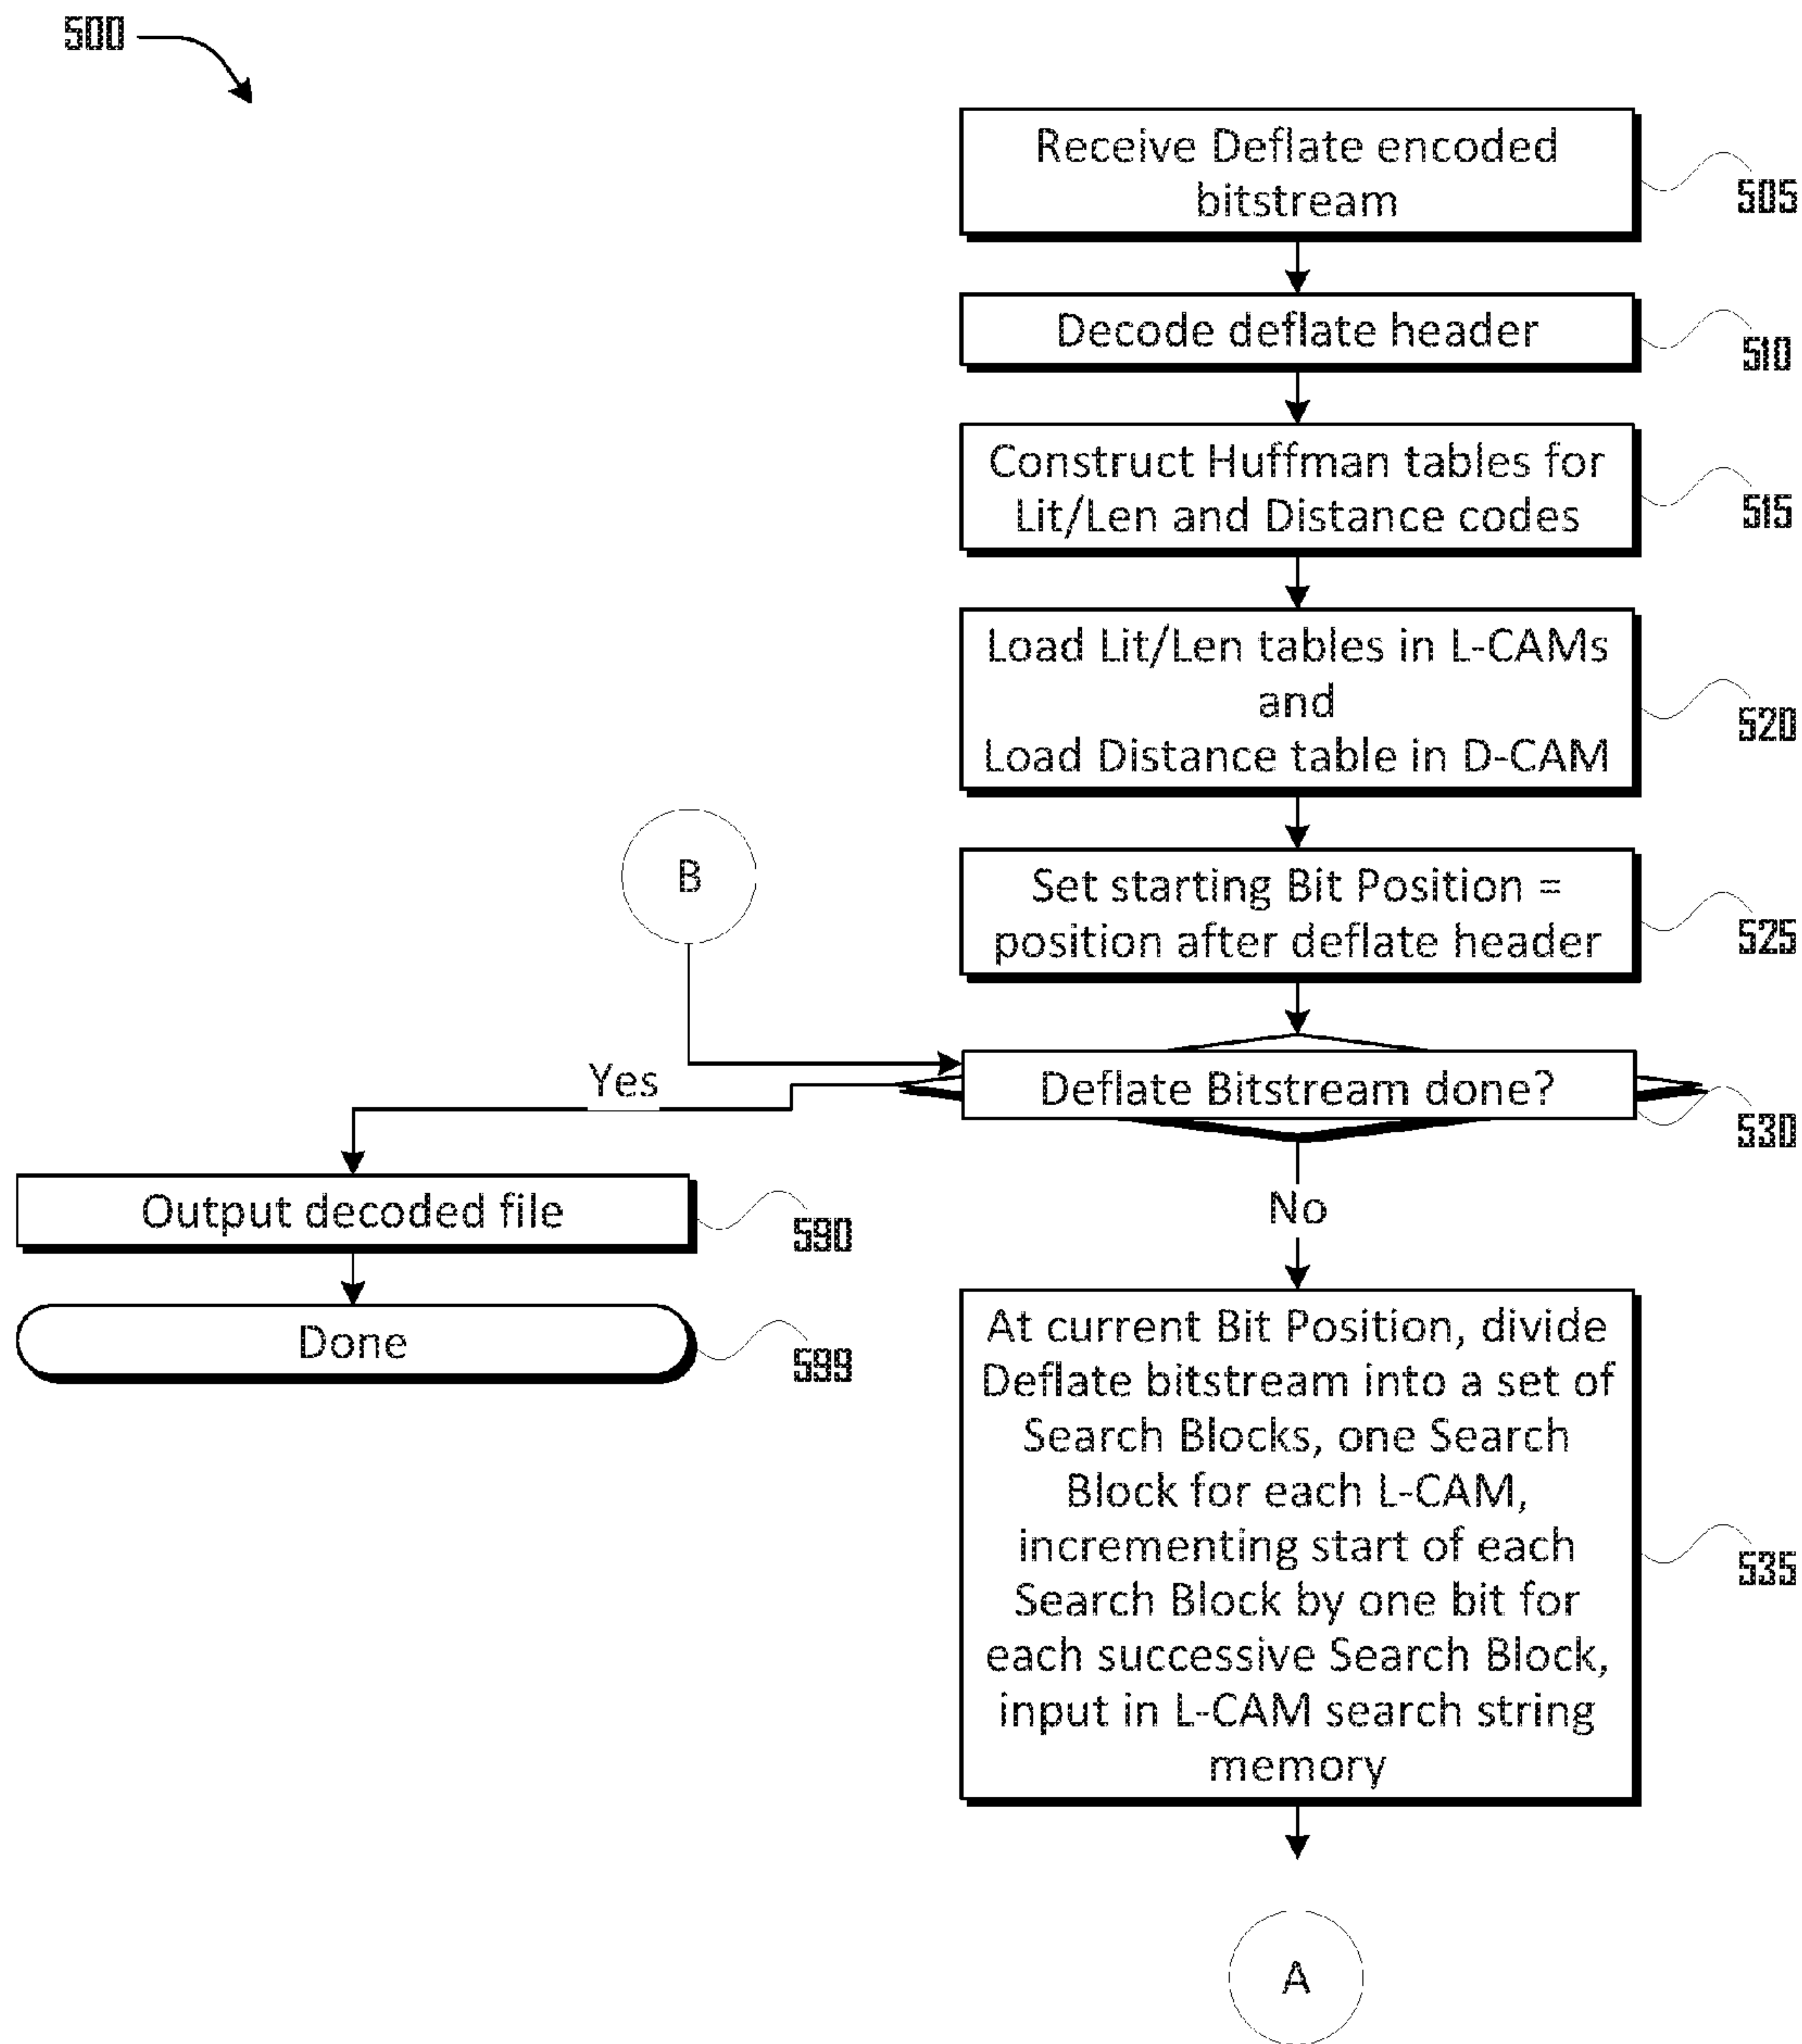 500
Receive Deflate encoded
bitstream
505
Decode deflate header
510
Construct Huffman tables for
Lit/Len and Distance codes
515
Load Lit/Len tables in L-CAMs
and
Load Distance table in D-CAM
520
B
Set starting Bit Position =
position after deflate header
525
Yes
Deflate Bitstream done?
530
Output decoded file
590
No
Done
599
At current Bit Position, divide
Deflate bitstream into a set of
Search Blocks, one Search
Block for each L-CAM,
incrementing start of each
Search Block by one bit for
each successive Search Block,
input in L-CAM search string
memory
535
A